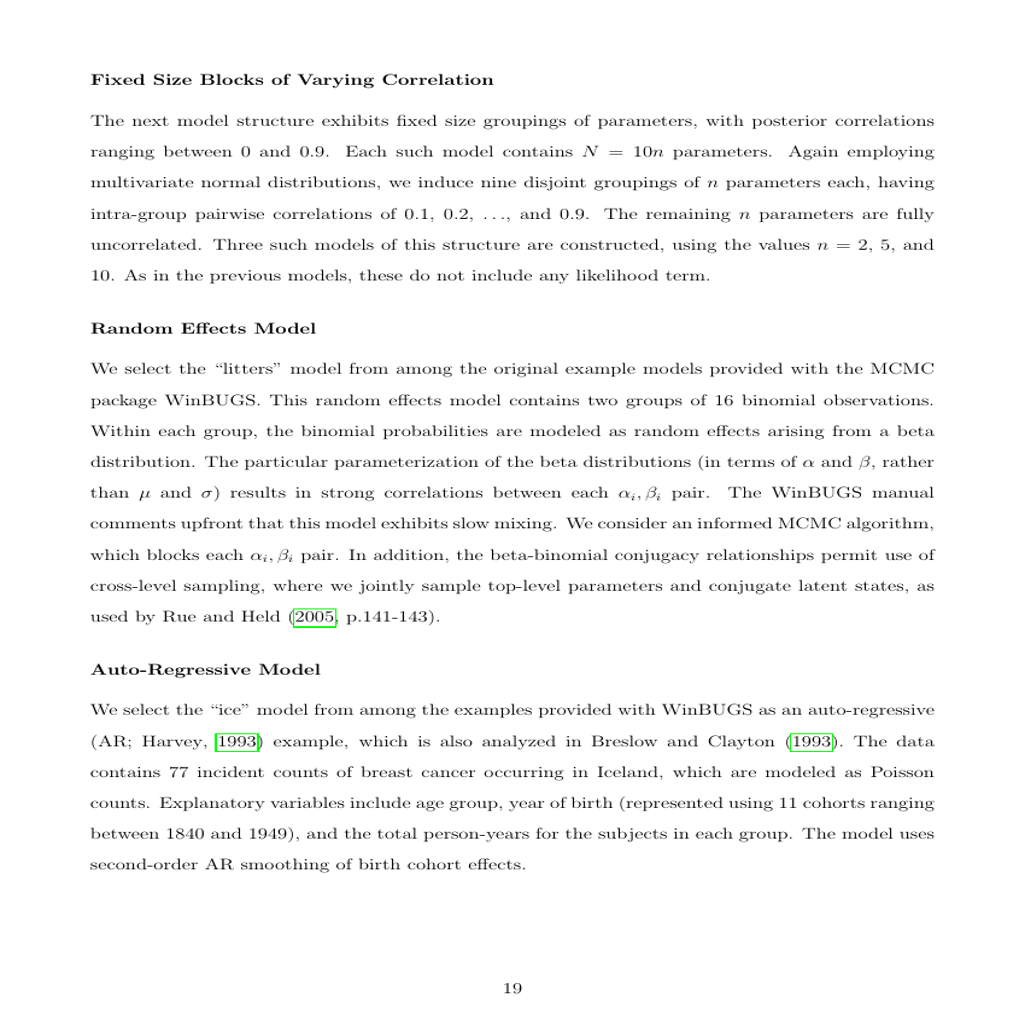 Fixed Size Blocks of Varying Correlation
The next model structure exhibits fixed size groupings of parameters, with posterior correlations
ranging between 0 and 0.9. Each such model contains N = 10n parameters. Again employing
multivariate normal distributions, we induce nine disjoint groupings of n parameters each, having
intra-group pairwise correlations of 0.1, 0.2, …, and 0.9. The remaining n parameters are fully
uncorrelated. Three such models of this structure are constructed, using the values n = 2, 5, and
10. As in the previous models, these do not include any likelihood term.
Random Effects Model
We select the “litters” model from among the original example models provided with the MCMC
package WinBUGS. This random effects model contains two groups of 16 binomial observations.
Within each group, the binomial probabilities are modeled as random effects arising from a beta
distribution. The particular parameterization of the beta distributions (in terms of α and β, rather
than μ and σ) results in strong correlations between each αᵢ, βᵢ pair. The WinBUGS manual
comments upfront that this model exhibits slow mixing. We consider an informed MCMC algorithm,
which blocks each αᵢ, βᵢ pair. In addition, the beta-binomial conjugacy relationships permit use of
cross-level sampling, where we jointly sample top-level parameters and conjugate latent states, as
used by Rue and Held (2005, p.141-143).
Auto-Regressive Model
We select the “ice” model from among the examples provided with WinBUGS as an auto-regressive
(AR; Harvey, 1993) example, which is also analyzed in Breslow and Clayton (1993). The data
contains 77 incident counts of breast cancer occurring in Iceland, which are modeled as Poisson
counts. Explanatory variables include age group, year of birth (represented using 11 cohorts ranging
between 1840 and 1949), and the total person-years for the subjects in each group. The model uses
second-order AR smoothing of birth cohort effects.
19